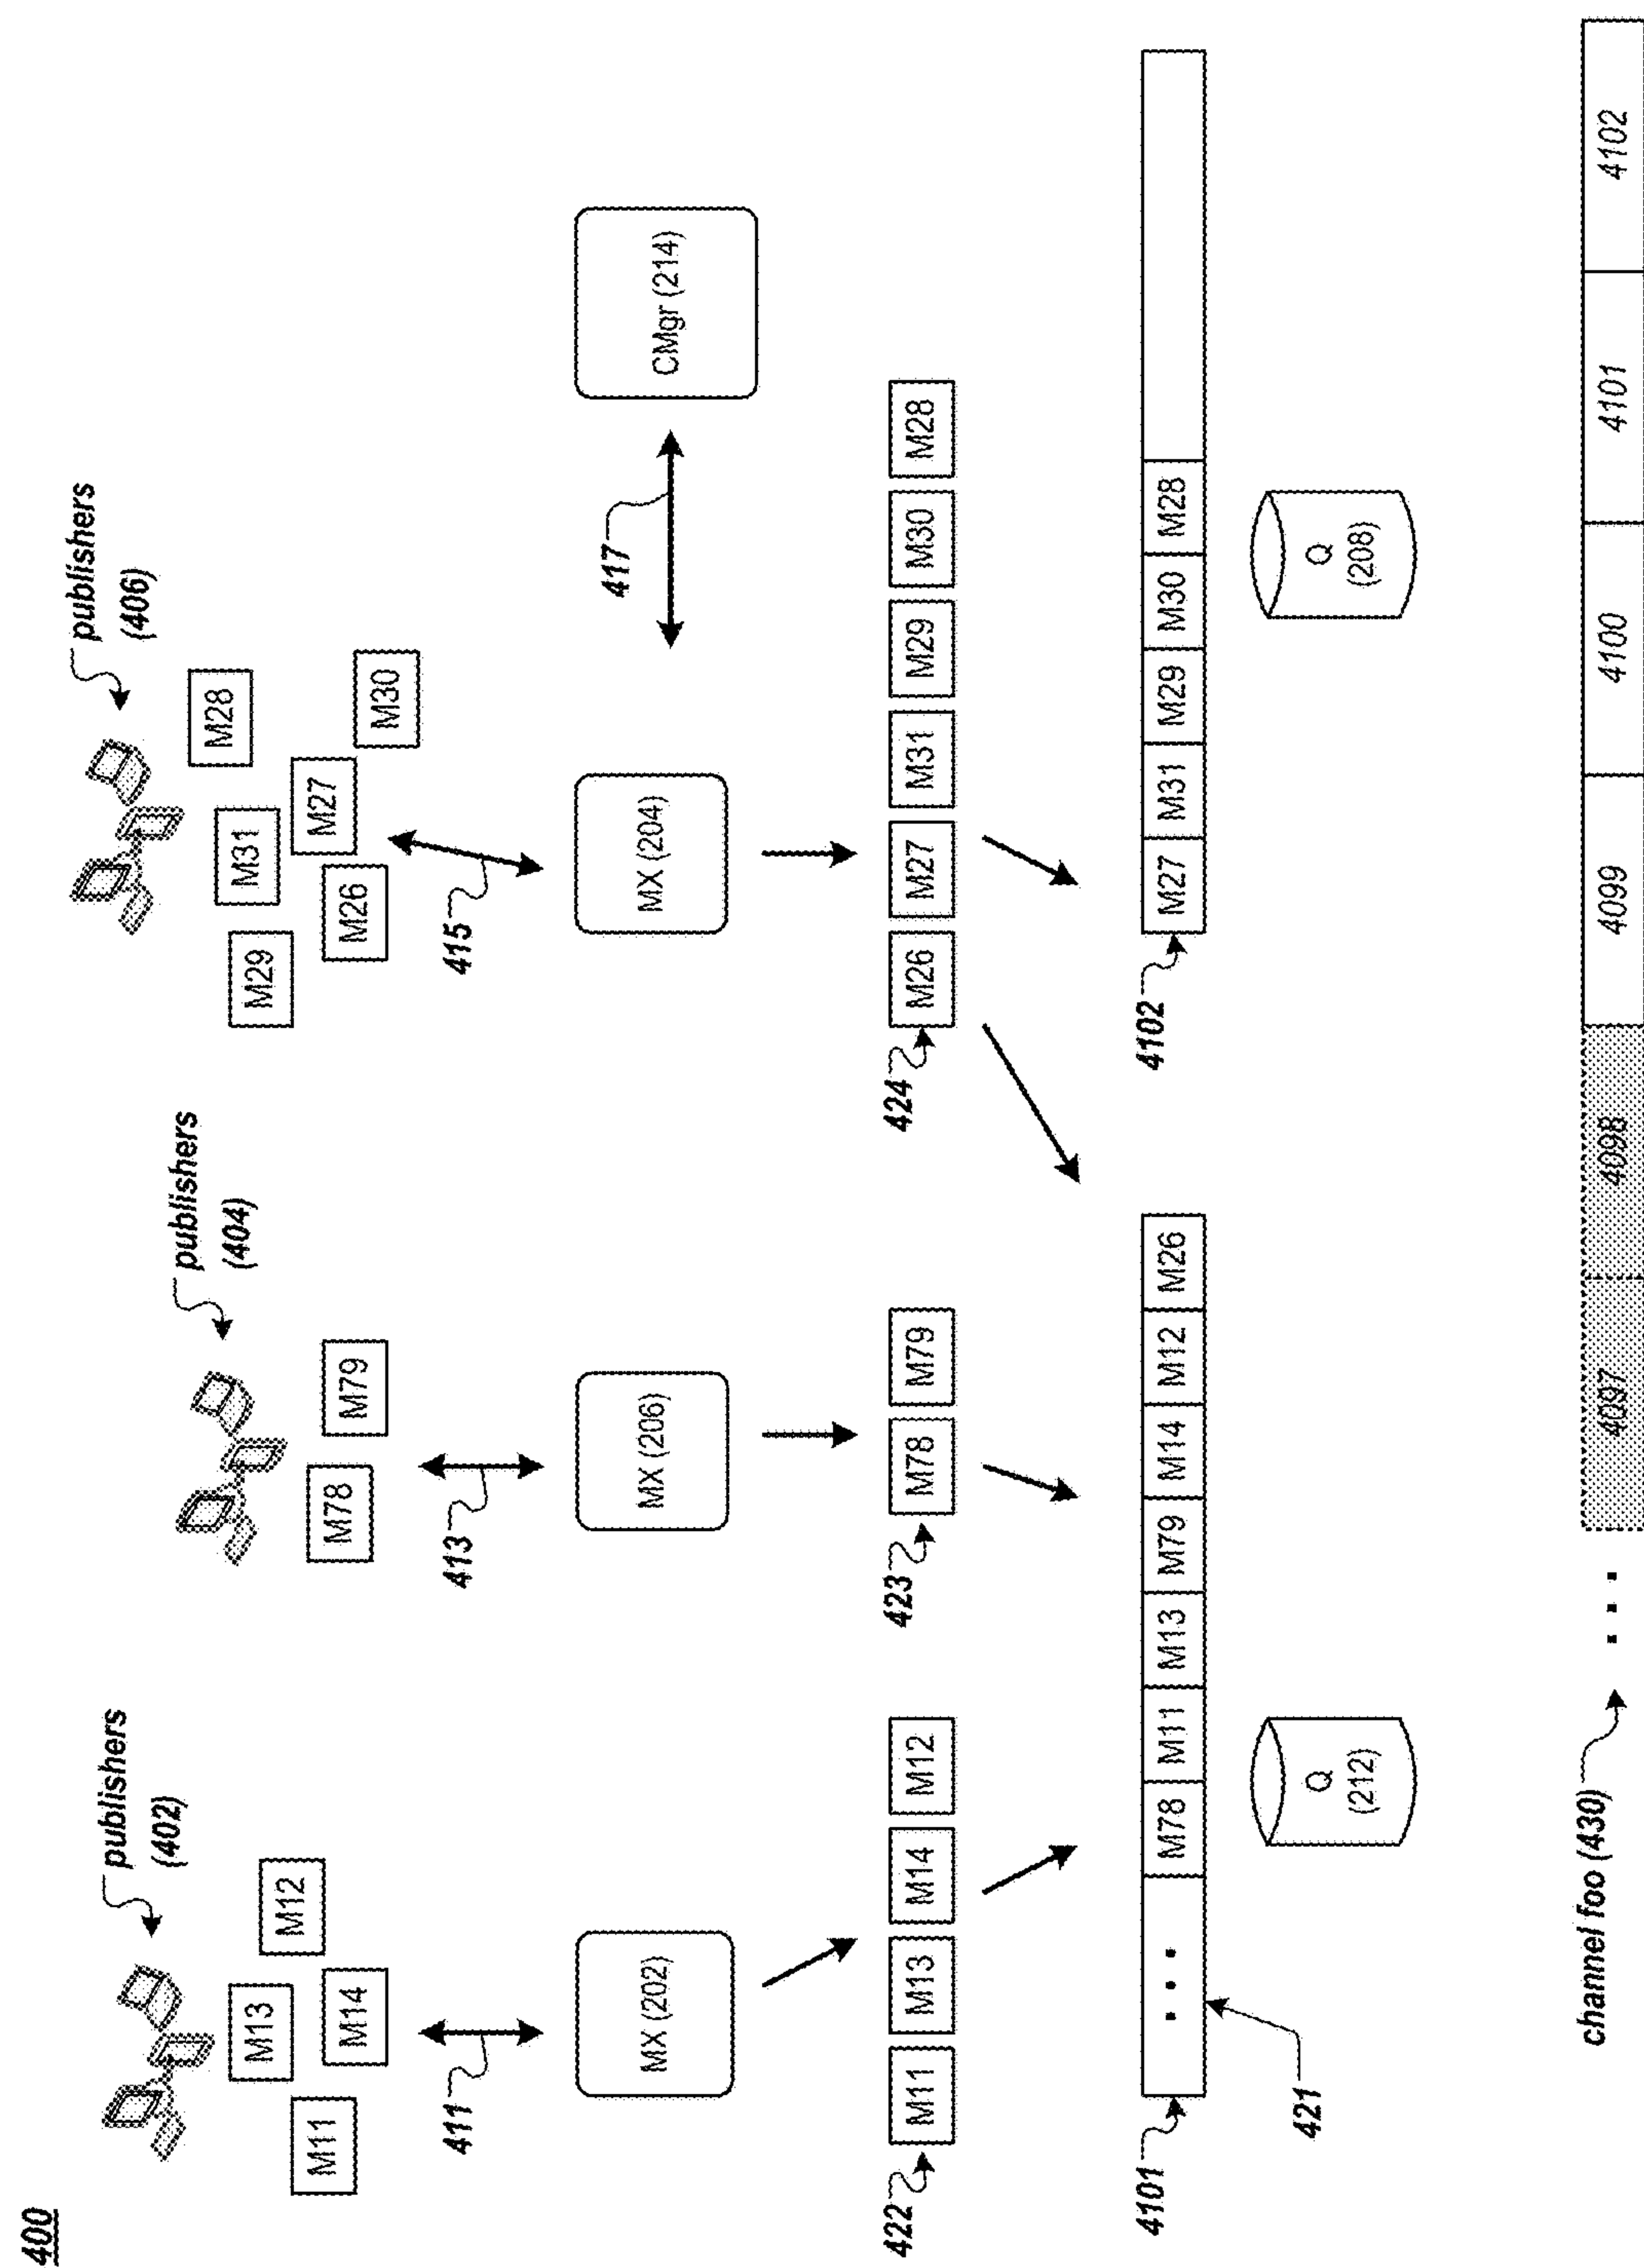 400
publishers
(402)
publishers
(404)
publishers
(406)
M11
M13
M14
M12
M78
M79
M29
M31
M28
M26
M27
M30
411
413
415
417
MX (202)
MX (206)
MX (204)
CMgr (214)
422
M11
M13
M14
M12
423
M78
M79
424
M26
M27
M31
M29
M30
M28
4101
. . .
M78
M11
M13
M79
M14
M12
M26
4102
M27
M31
M29
M30
M28
421
Q
(212)
Q
(208)
channel foo (430)
. . .
4097
4098
4099
4100
4101
4102